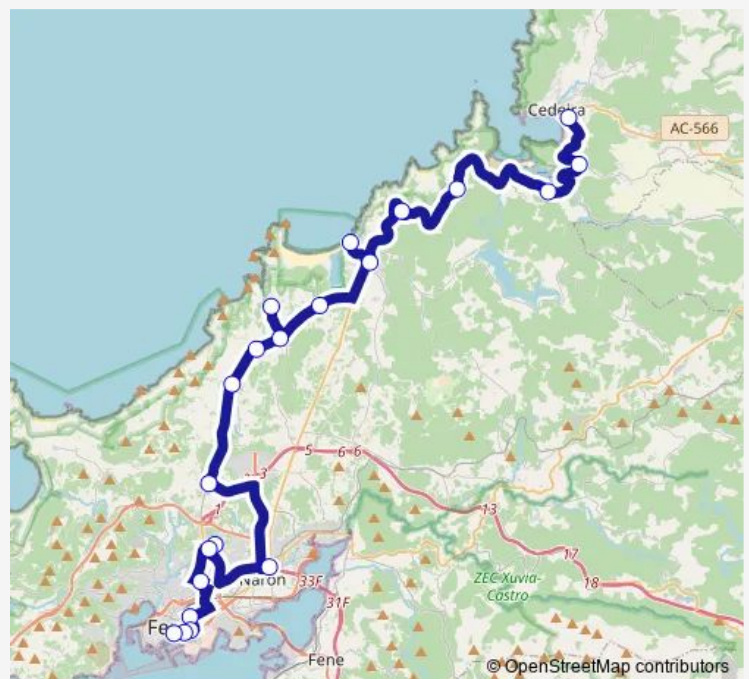 Cedeira
AC-566
5
6
6
3
1
13
17
33F
Narón
18
ZEC Xuvia-
Castro
31F
Fe
Fene
© OpenStreetMap contributors